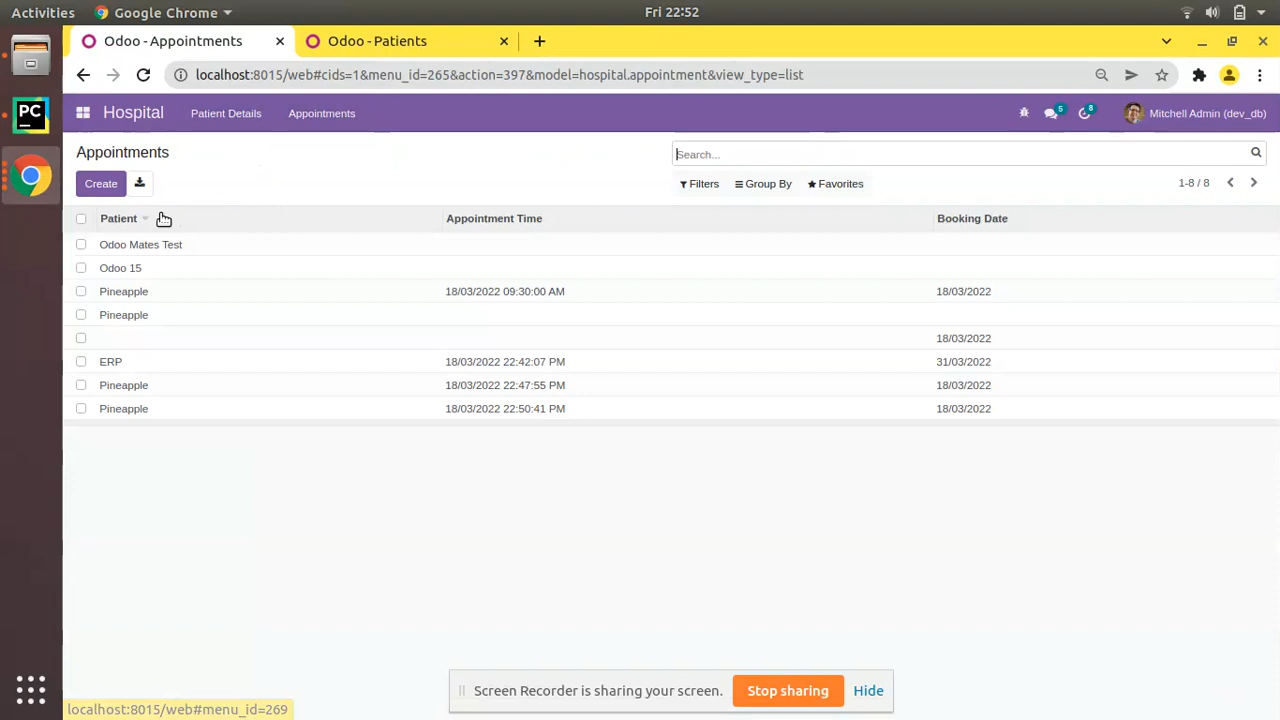 Activities Google Chrome Fri 22:52
Odoo - Appointments Odoo - Patients
localhost:8015/web#cids=1&menu_id=265&action=397&model=hospital.appointment&view_type=list
Hospital Patient Details Appointments 5 8 Mitchell Admin (dev_db)
Appointments Search...
Create Filters Group By Favorites 1-8 / 8
Patient Appointment Time Booking Date
Odoo Mates Test
Odoo 15
Pineapple 18/03/2022 09:30:00 AM 18/03/2022
Pineapple
18/03/2022
ERP 18/03/2022 22:42:07 PM 31/03/2022
Pineapple 18/03/2022 22:47:55 PM 18/03/2022
Pineapple 18/03/2022 22:50:41 PM 18/03/2022
PC
Screen Recorder is sharing your screen. Stop sharing Hide
localhost:8015/web#menu_id=269